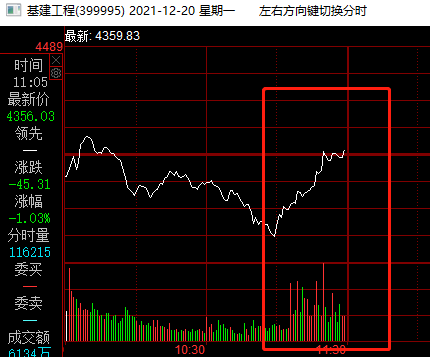 基建工程(399995) 2021-12-20 星期一 左右方向键切换分时
最新: 4359.83
4489
时间
11:05
最新价
4356.03
领先
—
涨跌
-45.31
涨幅
-1.03%
分时量
116215
委买
—
委卖
—
成交额
6134万
10:30
11:30